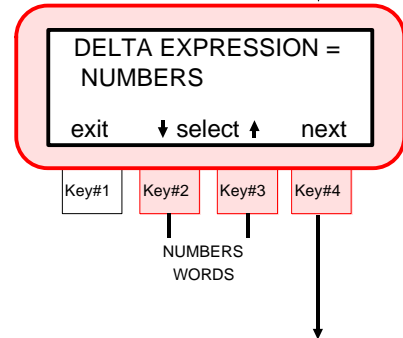 DELTA EXPRESSION =
NUMBERS
exit select next
Key#1 Key#2 Key#3 Key#4
NUMBERS
WORDS